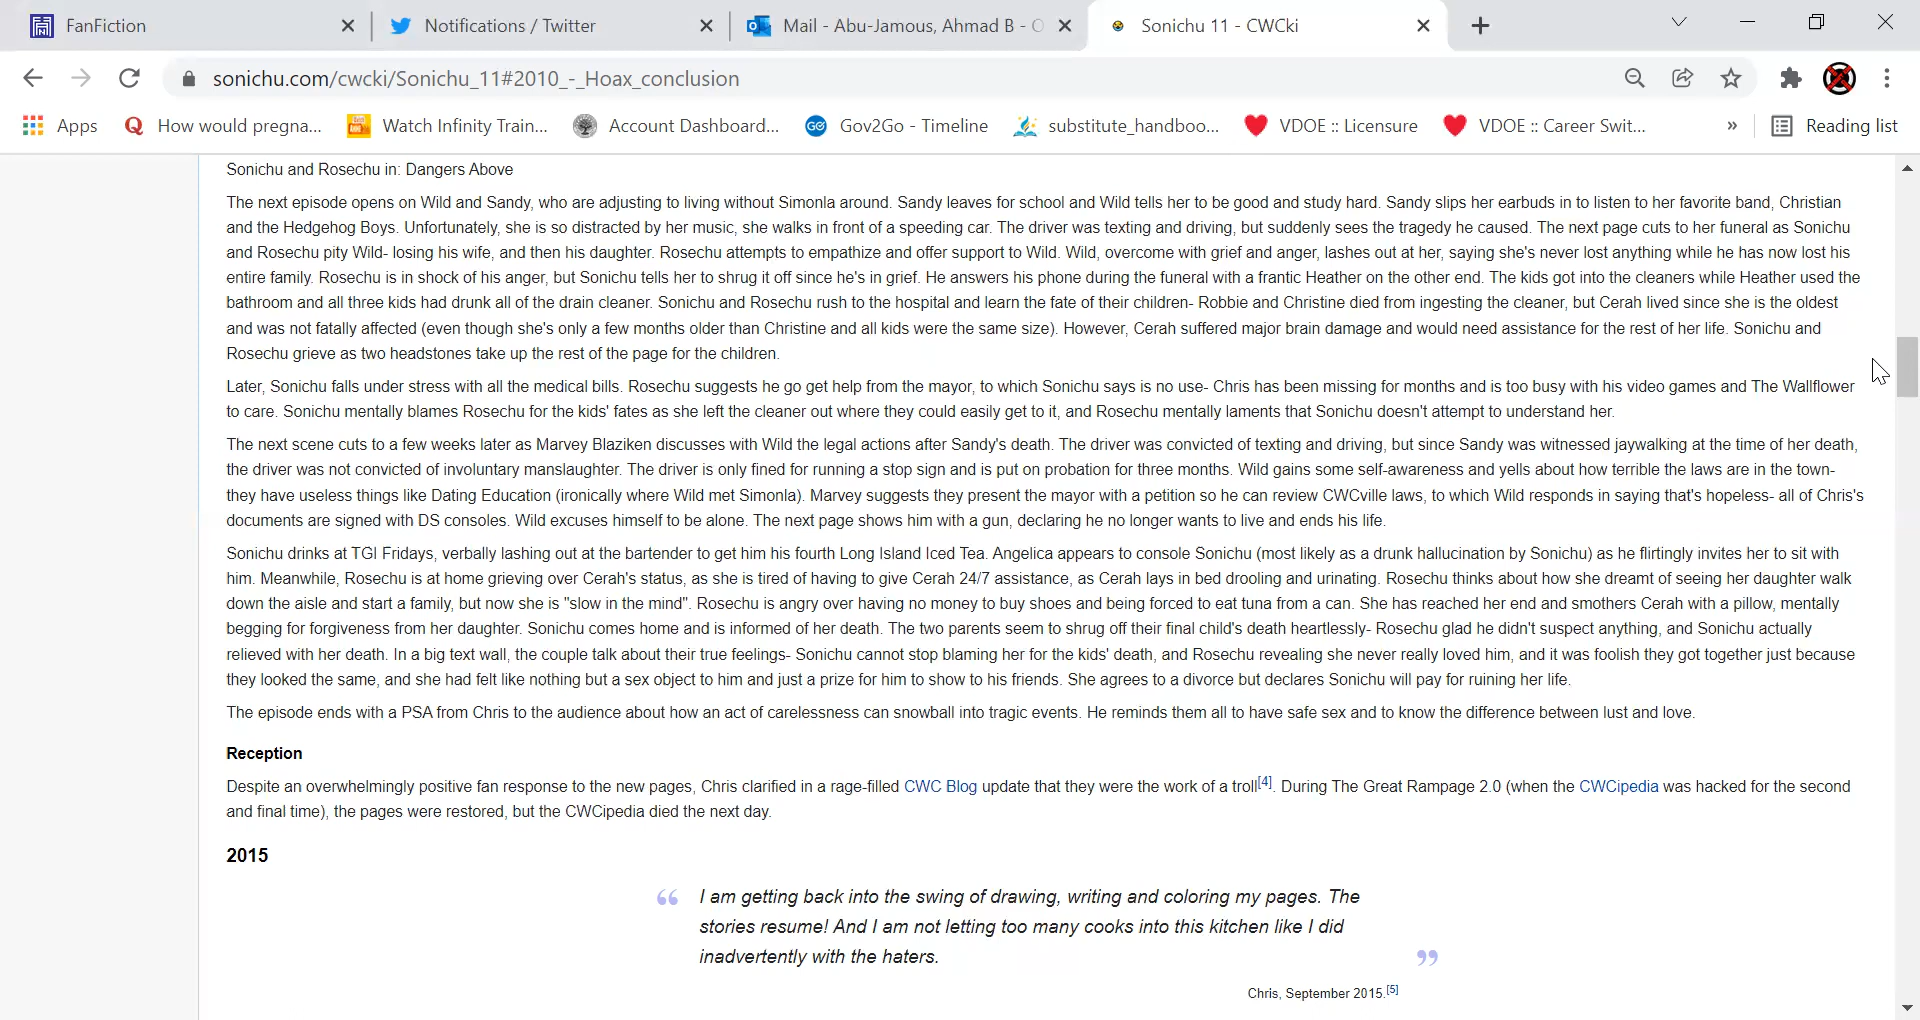 FanFiction
Notifications / Twitter
Mail - Abu-Jamous, Ahmad B - O
Sonichu 11 - CWCki
sonichu.com/cwcki/Sonichu_11#2010_-_Hoax_conclusion
Apps
How would pregna...
Watch Infinity Train...
Account Dashboard...
Gov2Go - Timeline
substitute_handboo...
VDOE :: Licensure
VDOE :: Career Swit...
»
Reading list
Sonichu and Rosechu in: Dangers Above
The next episode opens on Wild and Sandy, who are adjusting to living without Simonla around. Sandy leaves for school and Wild tells her to be good and study hard. Sandy slips her earbuds in to listen to her favorite band, Christian
and the Hedgehog Boys. Unfortunately, she is so distracted by her music, she walks in front of a speeding car. The driver was texting and driving, but suddenly sees the tragedy he caused. The next page cuts to her funeral as Sonichu
and Rosechu pity Wild- losing his wife, and then his daughter. Rosechu attempts to empathize and offer support to Wild. Wild, overcome with grief and anger, lashes out at her, saying she's never lost anything while he has now lost his
entire family. Rosechu is in shock of his anger, but Sonichu tells her to shrug it off since he's in grief. He answers his phone during the funeral with a frantic Heather on the other end. The kids got into the cleaners while Heather used the
bathroom and all three kids had drunk all of the drain cleaner. Sonichu and Rosechu rush to the hospital and learn the fate of their children- Robbie and Christine died from ingesting the cleaner, but Cerah lived since she is the oldest
and was not fatally affected (even though she's only a few months older than Christine and all kids were the same size). However, Cerah suffered major brain damage and would need assistance for the rest of her life. Sonichu and
Rosechu grieve as two headstones take up the rest of the page for the children.
Later, Sonichu falls under stress with all the medical bills. Rosechu suggests he go get help from the mayor, to which Sonichu says is no use- Chris has been missing for months and is too busy with his video games and The Wallflower
to care. Sonichu mentally blames Rosechu for the kids' fates as she left the cleaner out where they could easily get to it, and Rosechu mentally laments that Sonichu doesn't attempt to understand her.
The next scene cuts to a few weeks later as Marvey Blaziken discusses with Wild the legal actions after Sandy's death. The driver was convicted of texting and driving, but since Sandy was witnessed jaywalking at the time of her death,
the driver was not convicted of involuntary manslaughter. The driver is only fined for running a stop sign and is put on probation for three months. Wild gains some self-awareness and yells about how terrible the laws are in the town-
they have useless things like Dating Education (ironically where Wild met Simonla). Marvey suggests they present the mayor with a petition so he can review CWCville laws, to which Wild responds in saying that's hopeless- all of Chris's
documents are signed with DS consoles. Wild excuses himself to be alone. The next page shows him with a gun, declaring he no longer wants to live and ends his life.
Sonichu drinks at TGI Fridays, verbally lashing out at the bartender to get him his fourth Long Island Iced Tea. Angelica appears to console Sonichu (most likely as a drunk hallucination by Sonichu) as he flirtingly invites her to sit with
him. Meanwhile, Rosechu is at home grieving over Cerah's status, as she is tired of having to give Cerah 24/7 assistance, as Cerah lays in bed drooling and urinating. Rosechu thinks about how she dreamt of seeing her daughter walk
down the aisle and start a family, but now she is "slow in the mind". Rosechu is angry over having no money to buy shoes and being forced to eat tuna from a can. She has reached her end and smothers Cerah with a pillow, mentally
begging for forgiveness from her daughter. Sonichu comes home and is informed of her death. The two parents seem to shrug off their final child's death heartlessly- Rosechu glad he didn't suspect anything, and Sonichu actually
relieved with her death. In a big text wall, the couple talk about their true feelings- Sonichu cannot stop blaming her for the kids' death, and Rosechu revealing she never really loved him, and it was foolish they got together just because
they looked the same, and she had felt like nothing but a sex object to him and just a prize for him to show to his friends. She agrees to a divorce but declares Sonichu will pay for ruining her life.
The episode ends with a PSA from Chris to the audience about how an act of carelessness can snowball into tragic events. He reminds them all to have safe sex and to know the difference between lust and love.
Reception
Despite an overwhelmingly positive fan response to the new pages, Chris clarified in a rage-filled CWC Blog update that they were the work of a troll[4]. During The Great Rampage 2.0 (when the CWCipedia was hacked for the second
and final time), the pages were restored, but the CWCipedia died the next day.
2015
“ I am getting back into the swing of drawing, writing and coloring my pages. The
stories resume! And I am not letting too many cooks into this kitchen like I did
inadvertently with the haters. ”
Chris, September 2015.[5]